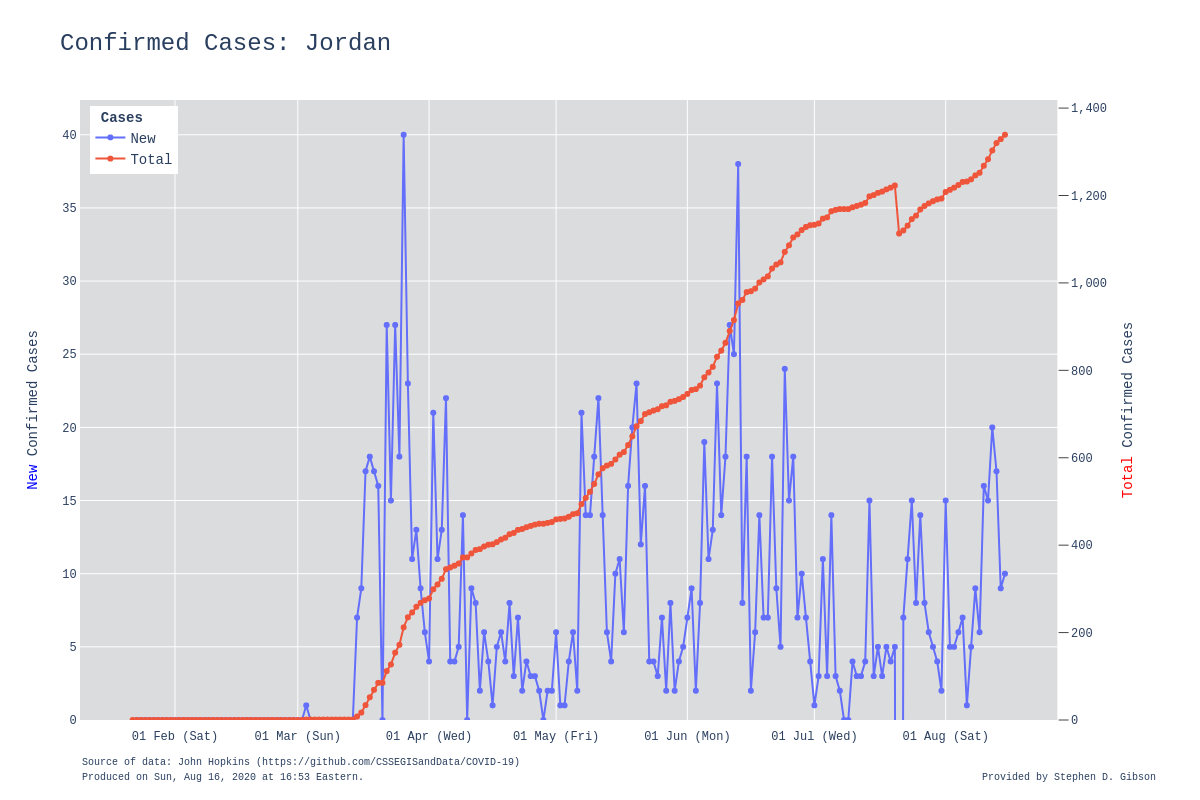 Confirmed Cases: Jordan
Cases
New
Total
40
35
30
25
20
15
10
5
0
1,400
1,200
1,000
800
600
400
200
0
New Confirmed Cases
Total Confirmed Cases
01 Feb (Sat)
01 Mar (Sun)
01 Apr (Wed)
01 May (Fri)
01 Jun (Mon)
01 Jul (Wed)
01 Aug (Sat)
Source of data: John Hopkins (https://github.com/CSSEGISandData/COVID-19)
Produced on Sun, Aug 16, 2020 at 16:53 Eastern.
Provided by Stephen D. Gibson